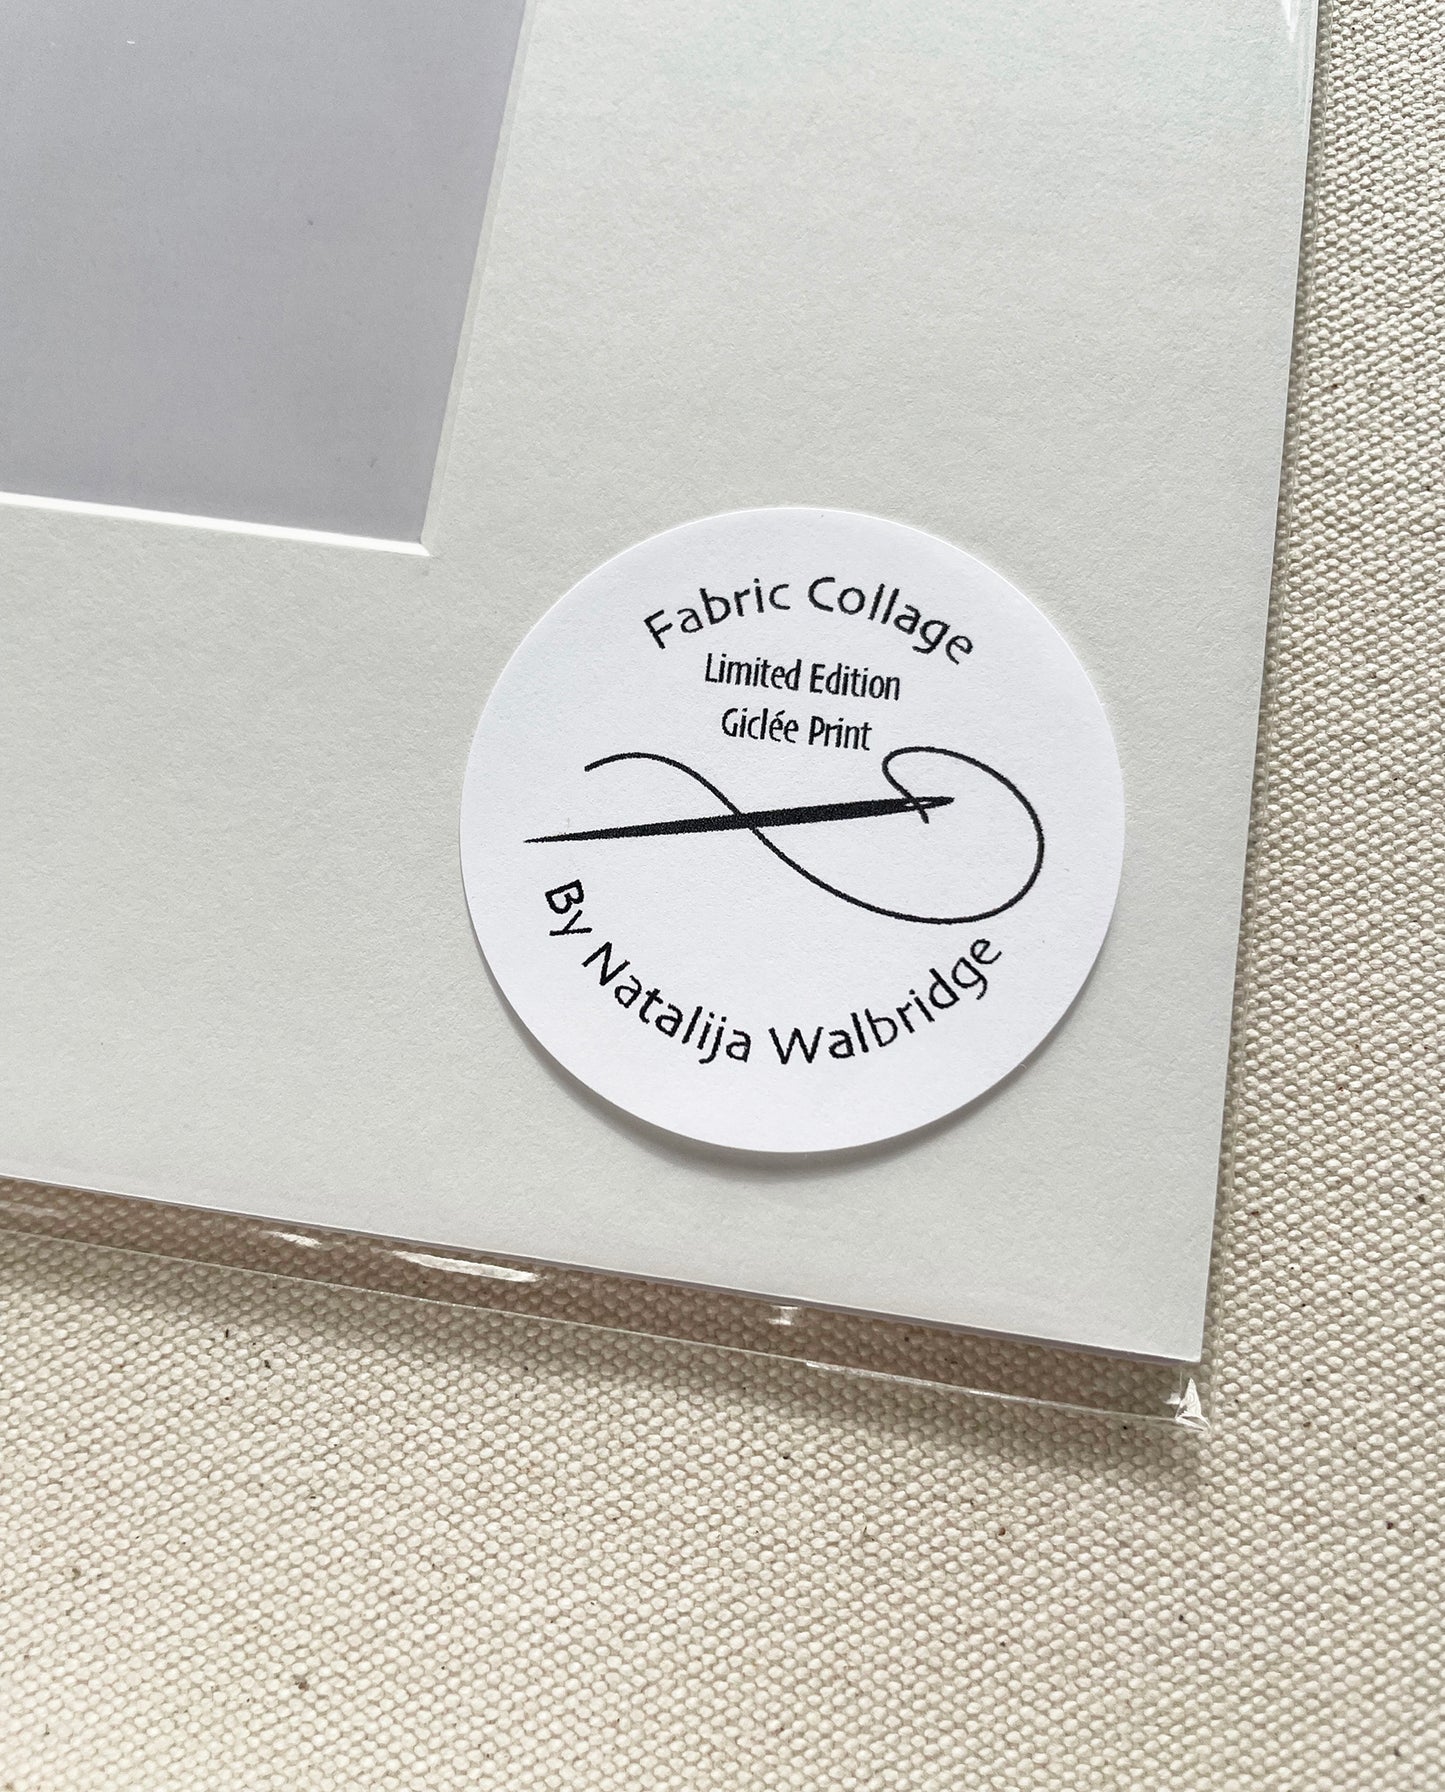 Fabric Collage
Limited Edition
Giclée Print
By Natalija Walbridge